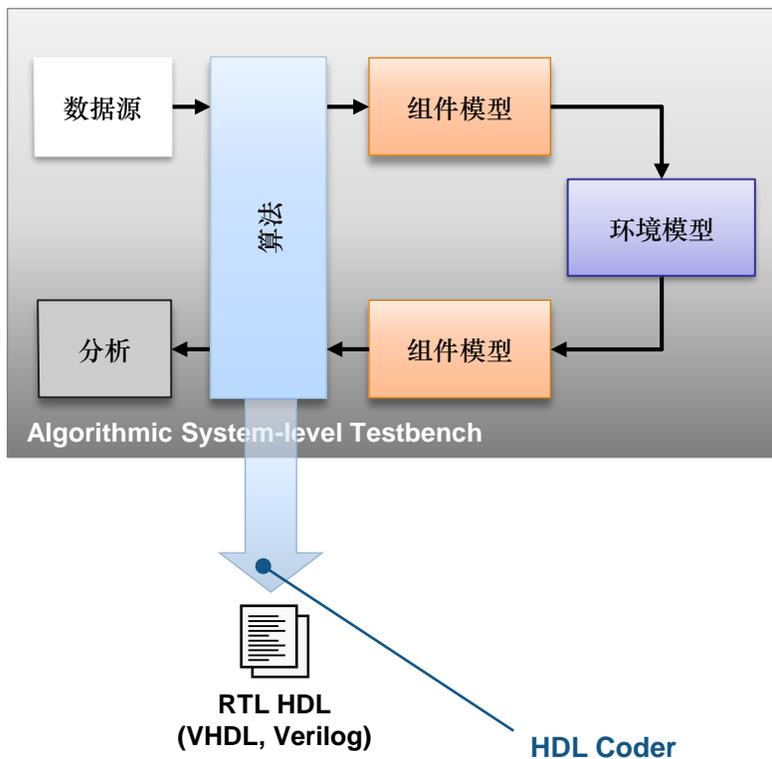 数据源
算法
组件模型
环境模型
分析
组件模型
Algorithmic System-level Testbench
RTL HDL
(VHDL, Verilog)
HDL Coder